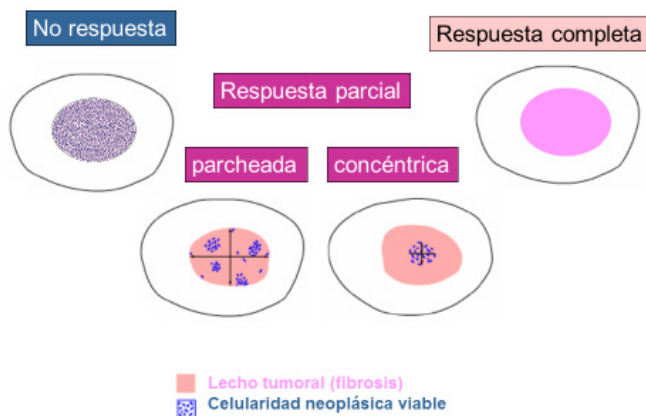 No respuesta
Respuesta completa
Respuesta parcial
parcheada
concéntrica
Lecho tumoral (fibrosis)
Celularidad neoplásica viable